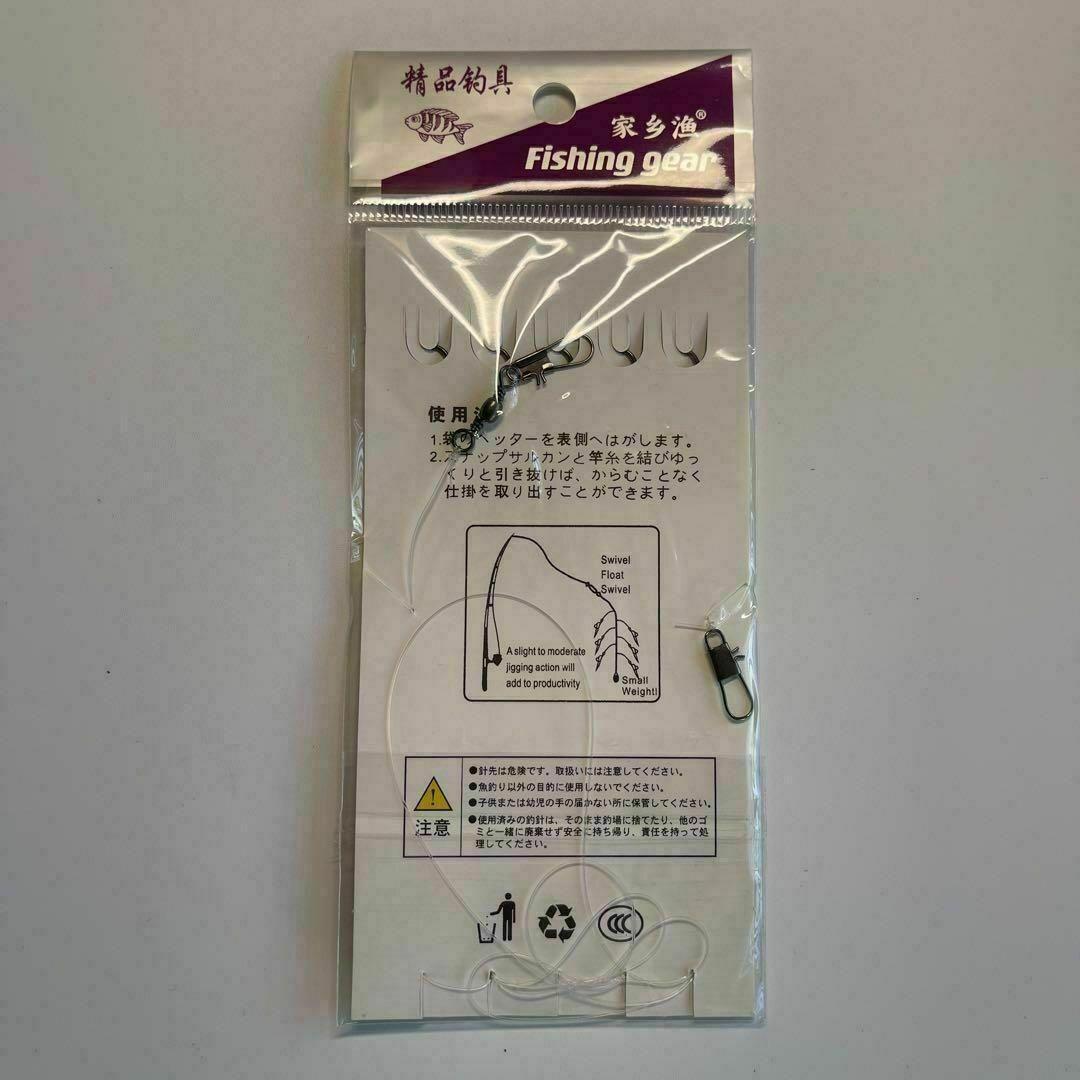 精品钓具
家乡渔®
Fishing gear
使用
1.袋のヘッターを表側へはがします。
2.スナップサルカンと竿糸を結びゆっ
くりと引き抜けば、からむことなく
仕掛を取り出すことができます。
Swivel
Float
Swivel
A slight to moderate
jigging action will
add to productivity
Small
Weight!
注意
●針先は危険です。取扱いには注意してください。
●魚釣り以外の目的に使用しないでください。
●子供または幼児の手の届かない所に保管してください。
●使用済みの釣針は、そのまま釣場に捨てたり、他のゴ
ミと一緒に廃棄せず安全に持ち帰り、責任を持って処
理してください。